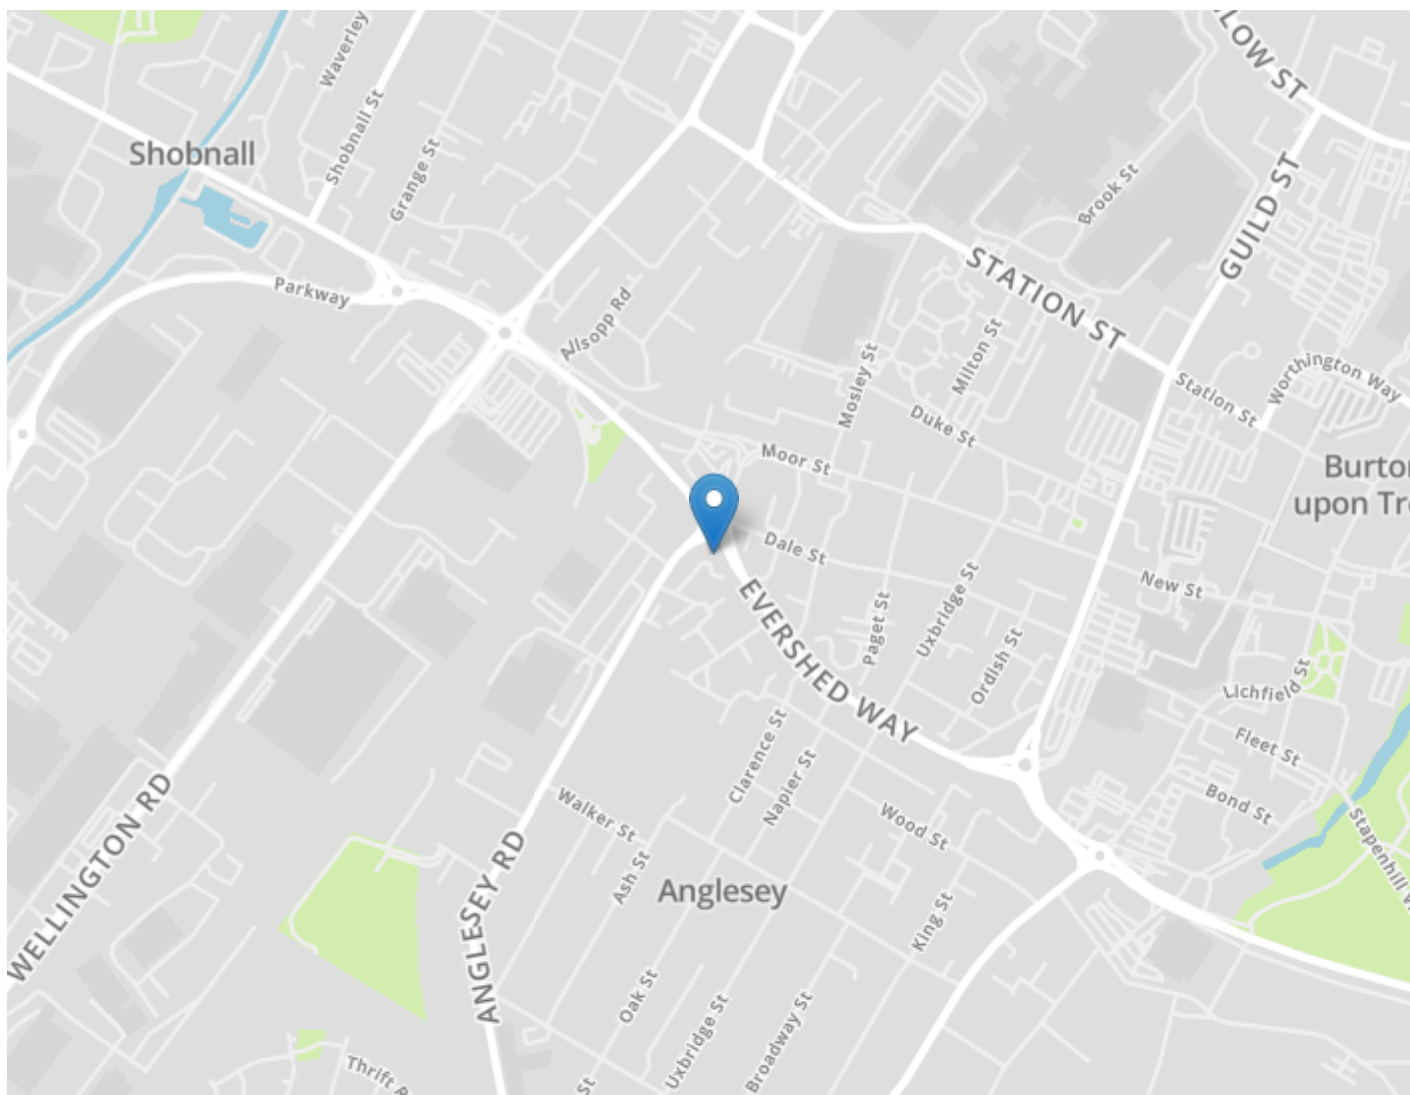 LOW ST
Waverley
Shobnall St
Shobnall
Grange St
Brook St
GUILD ST
STATION ST
Parkway
Allsopp Rd
Milton St
Mosley St
Worthington Way
Station St
Duke St
Moor St
Burton
upon Tre
Dale St
New St
EVERSHED WAY
Paget St
Uxbridge St
Ordish St
Lichfield St
Fleet St
Clarence St
Napier St
Bond St
WELLINGTON RD
Walker St
Wood St
Stapenhill W
ANGLESEY RD
Ash St
Anglesey
King St
Oak St
Uxbridge St
Broadway St
Thrift
St